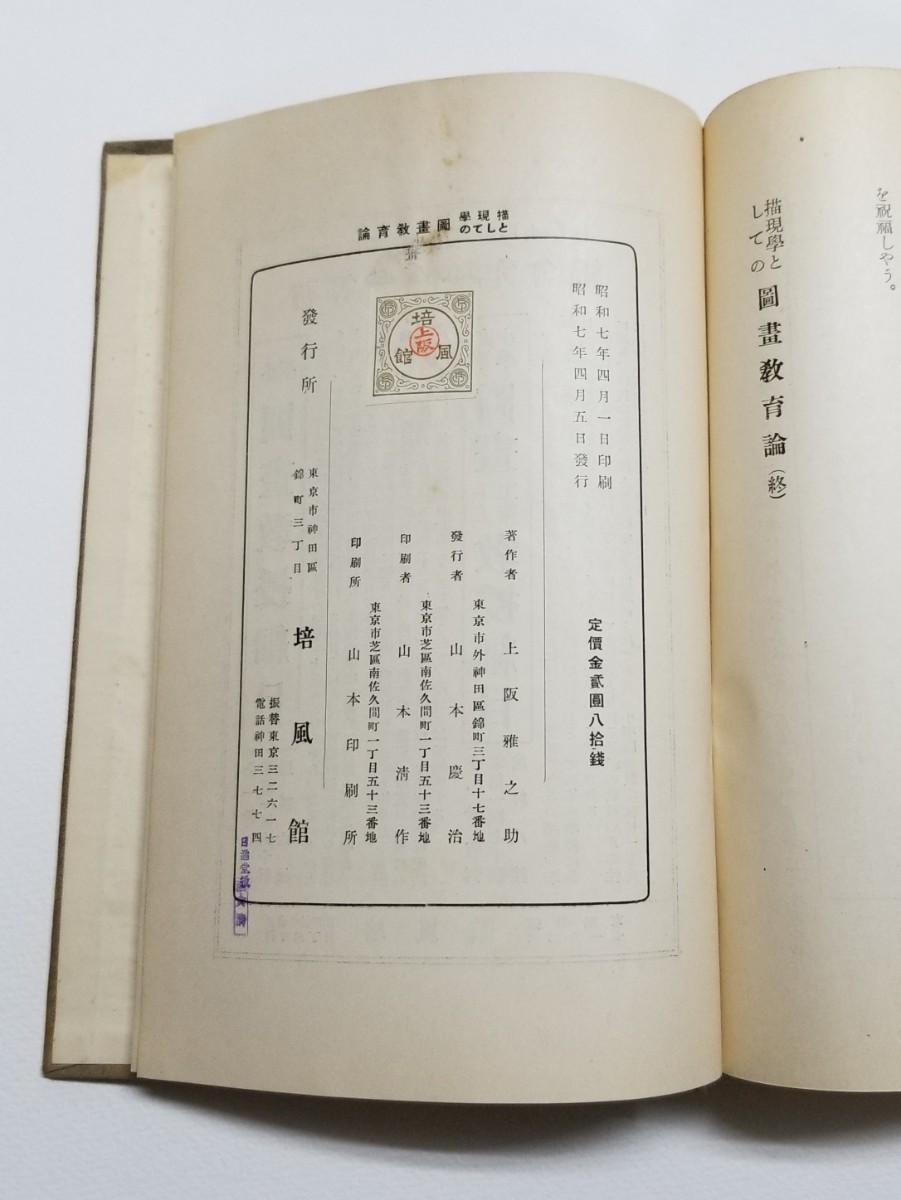 を祝福しやう。
描現學としての 圖畫教育論 (終)
描現學としての 圖畫教育論
昭和七年四月一日印刷
昭和七年四月五日發行
定價金貳圓八拾錢
著作者 上阪雅之助
東京市外神田區錦町三丁目十七番地
發行者 山本慶治
東京市芝區南佐久間町一丁目五十三番地
印刷者 山本淸作
東京市芝區南佐久間町一丁目五十三番地
印刷所 山本印刷所
培風館
上阪
發行所
東京市神田區
錦町三丁目
培風館
振替東京三二六一七
電話神田三七七四